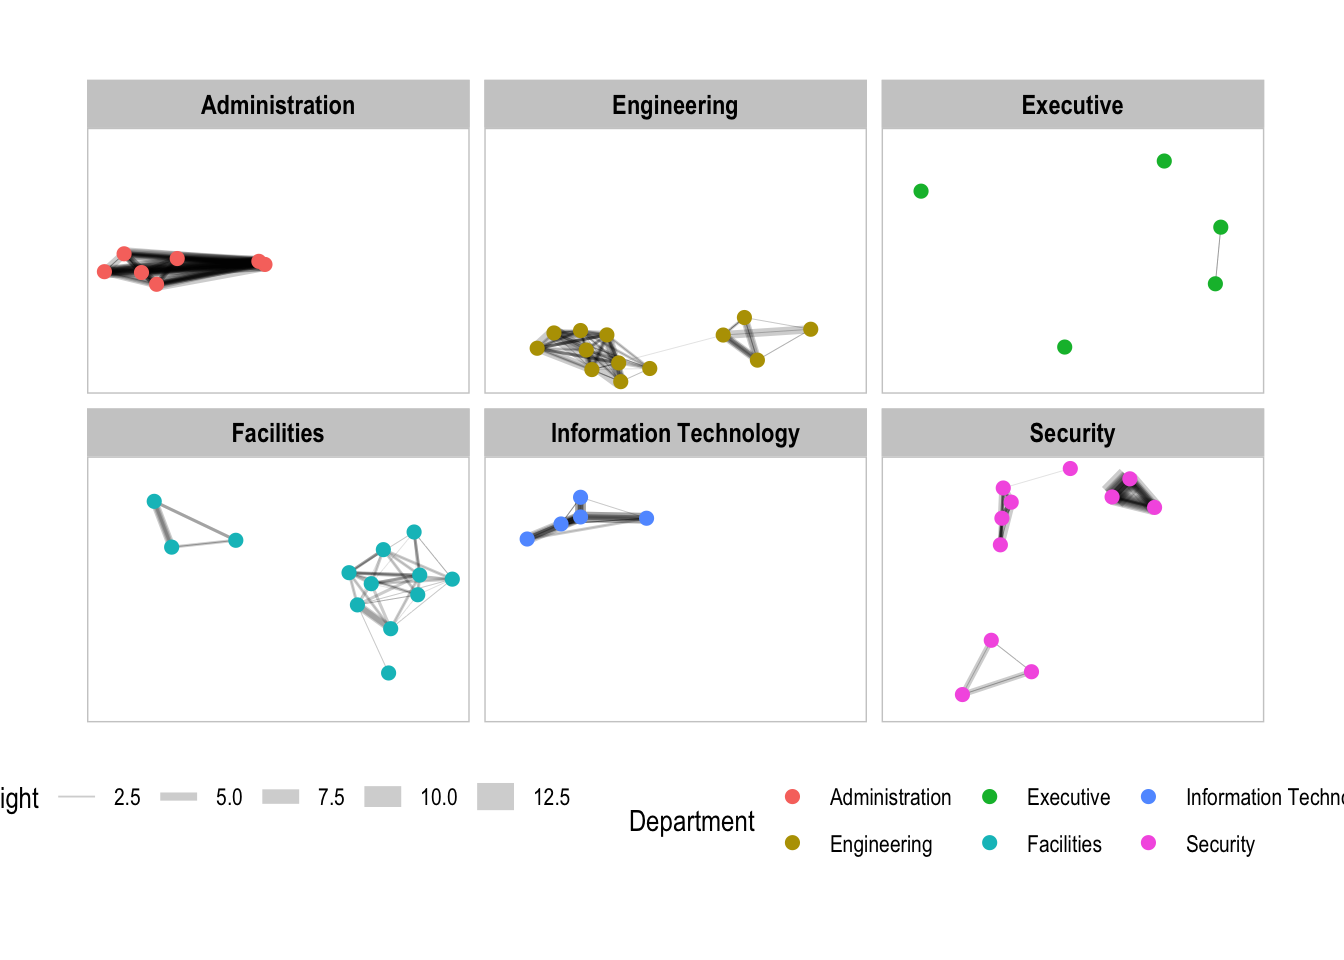 Administration
Engineering
Executive
Facilities
Information Technology
Security
2.5 5.0 7.5 10.0 12.5
Department
Administration Executive Information
Engineering Facilities Security